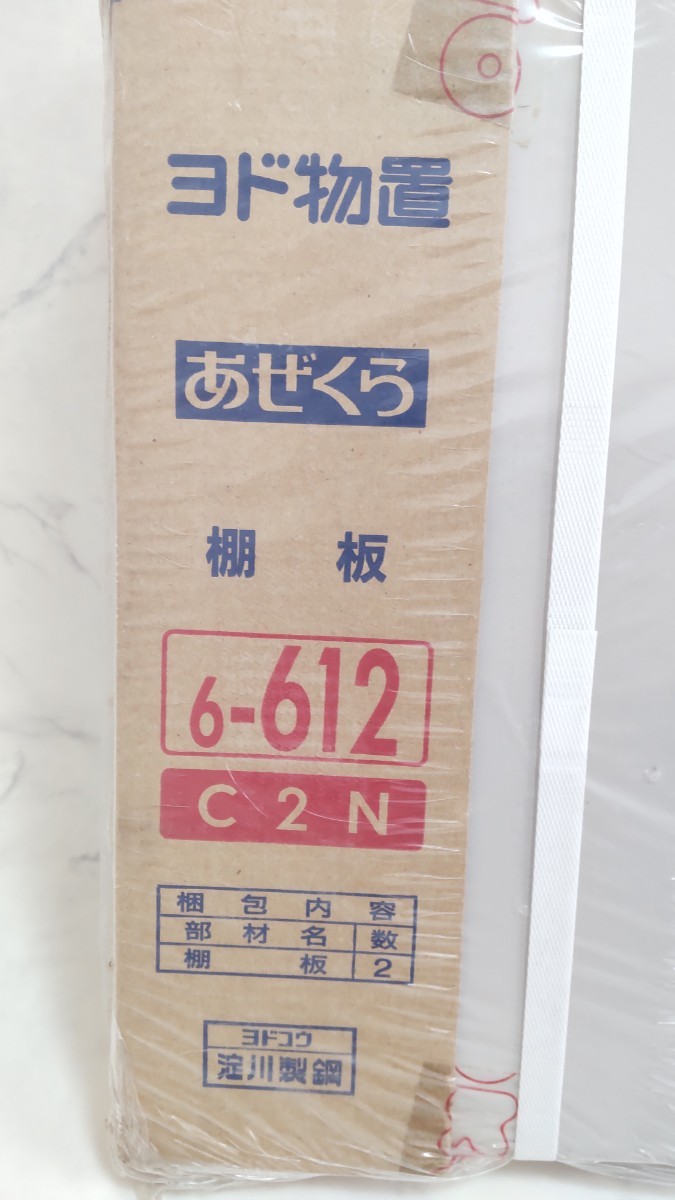 ヨド物置
あぜくら
棚 板
6-612
C2N
梱包内容
部材名 数
棚板 2
ヨドコウ
淀川製鋼